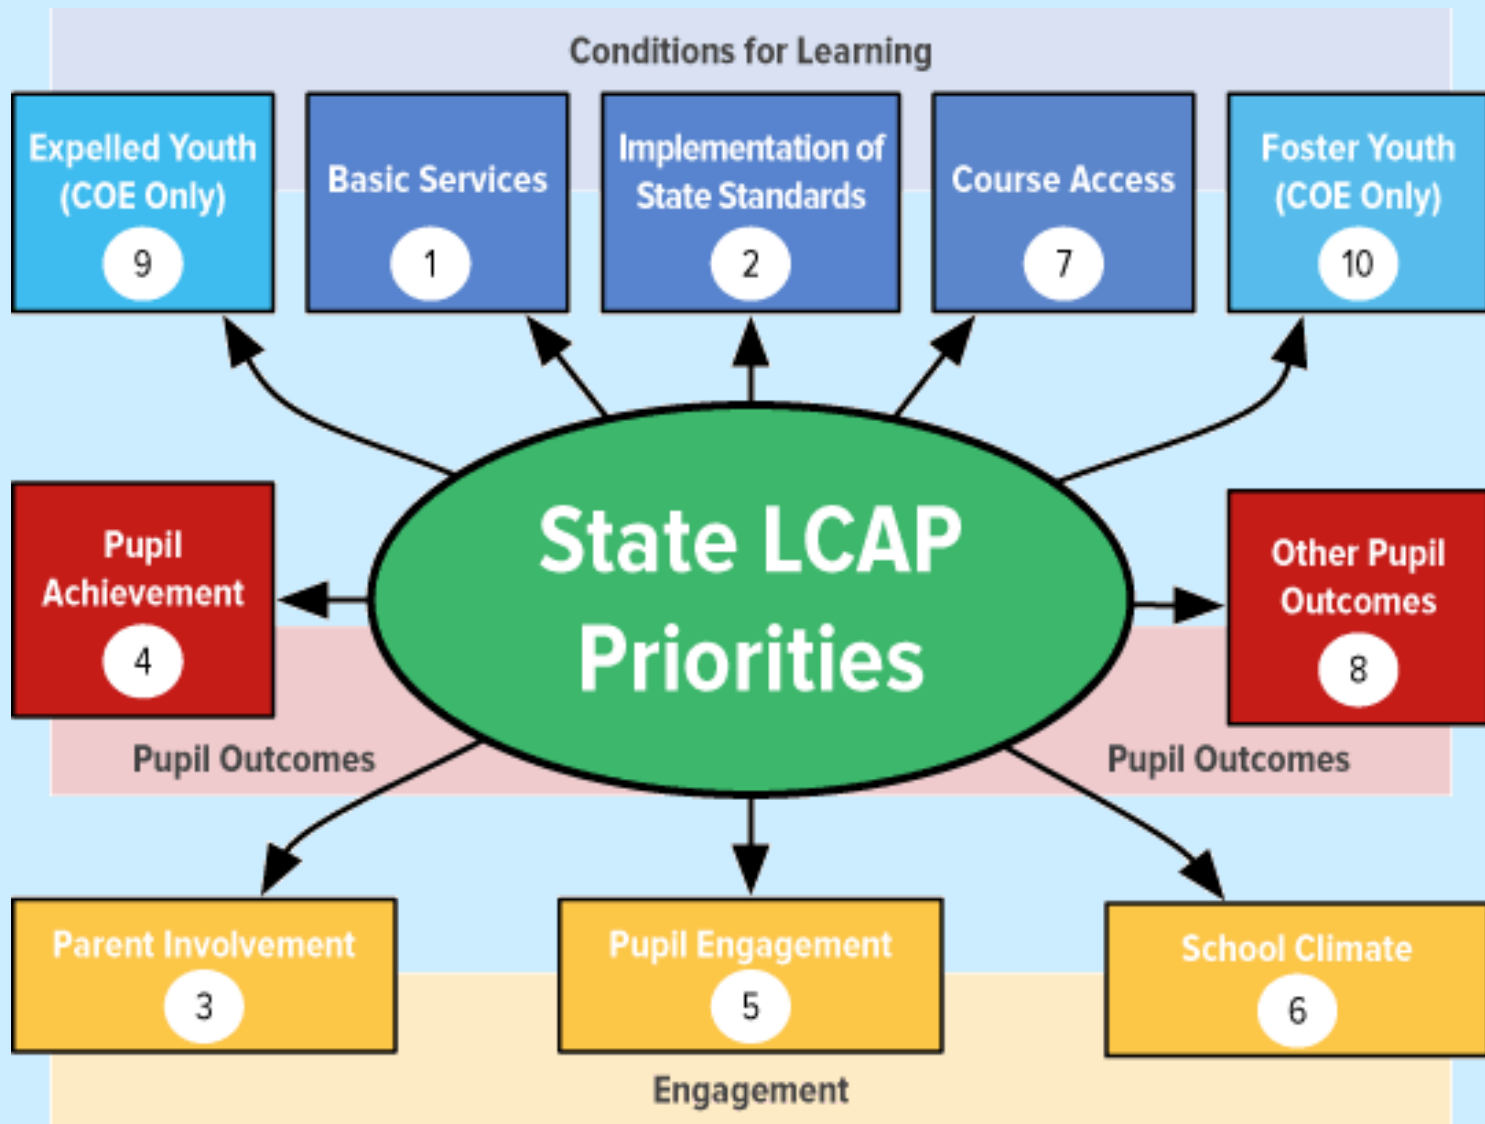 Conditions for Learning
Expelled Youth
(COE Only)
9
Basic Services
1
Implementation of
State Standards
2
Course Access
7
Foster Youth
(COE Only)
10
State LCAP
Priorities
Pupil
Achievement
4
Other Pupil
Outcomes
8
Pupil Outcomes
Pupil Outcomes
Parent Involvement
3
Pupil Engagement
5
School Climate
6
Engagement